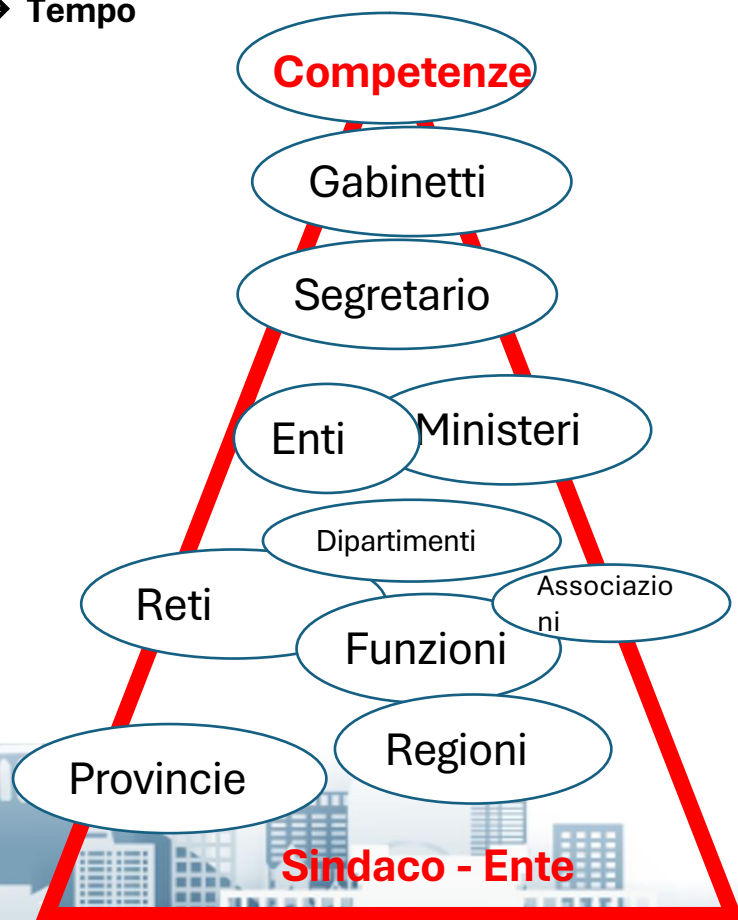 Tempo
Competenze
Gabinetti
Segretario
Enti
Ministeri
Dipartimenti
Associazio
ni
Reti
Funzioni
Regioni
Provincie
Sindaco - Ente